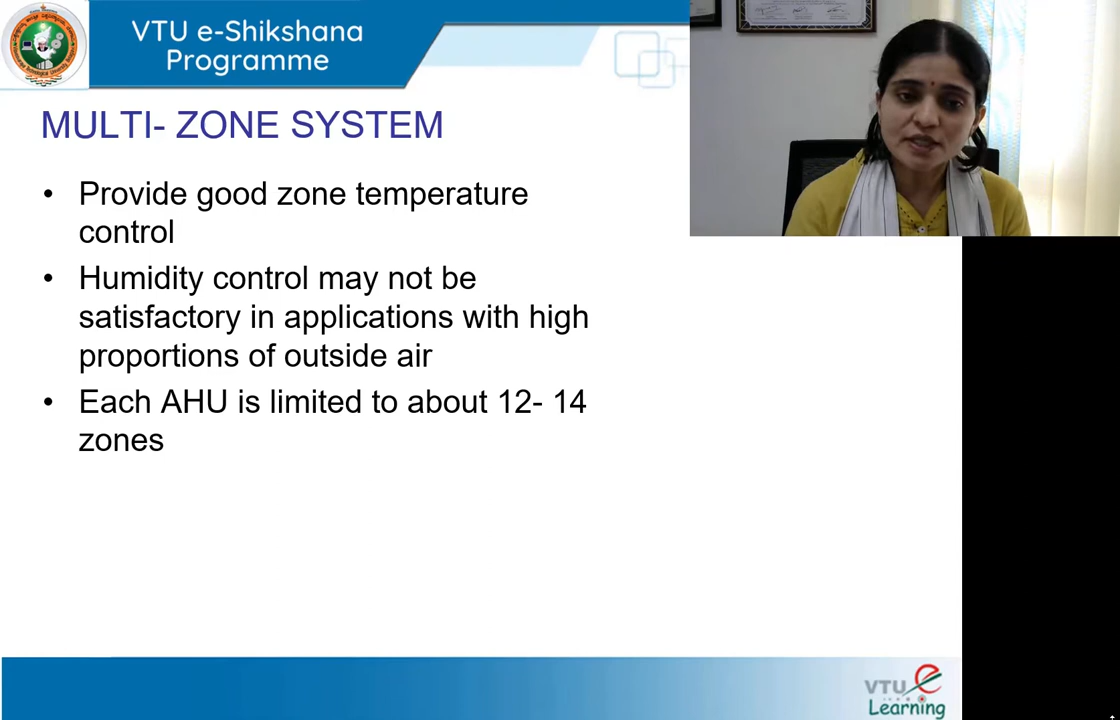 VTU e-Shikshana
Programme
MULTI- ZONE SYSTEM
• Provide good zone temperature
control
• Humidity control may not be
satisfactory in applications with high
proportions of outside air
• Each AHU is limited to about 12- 14
zones
VTU e
Learning